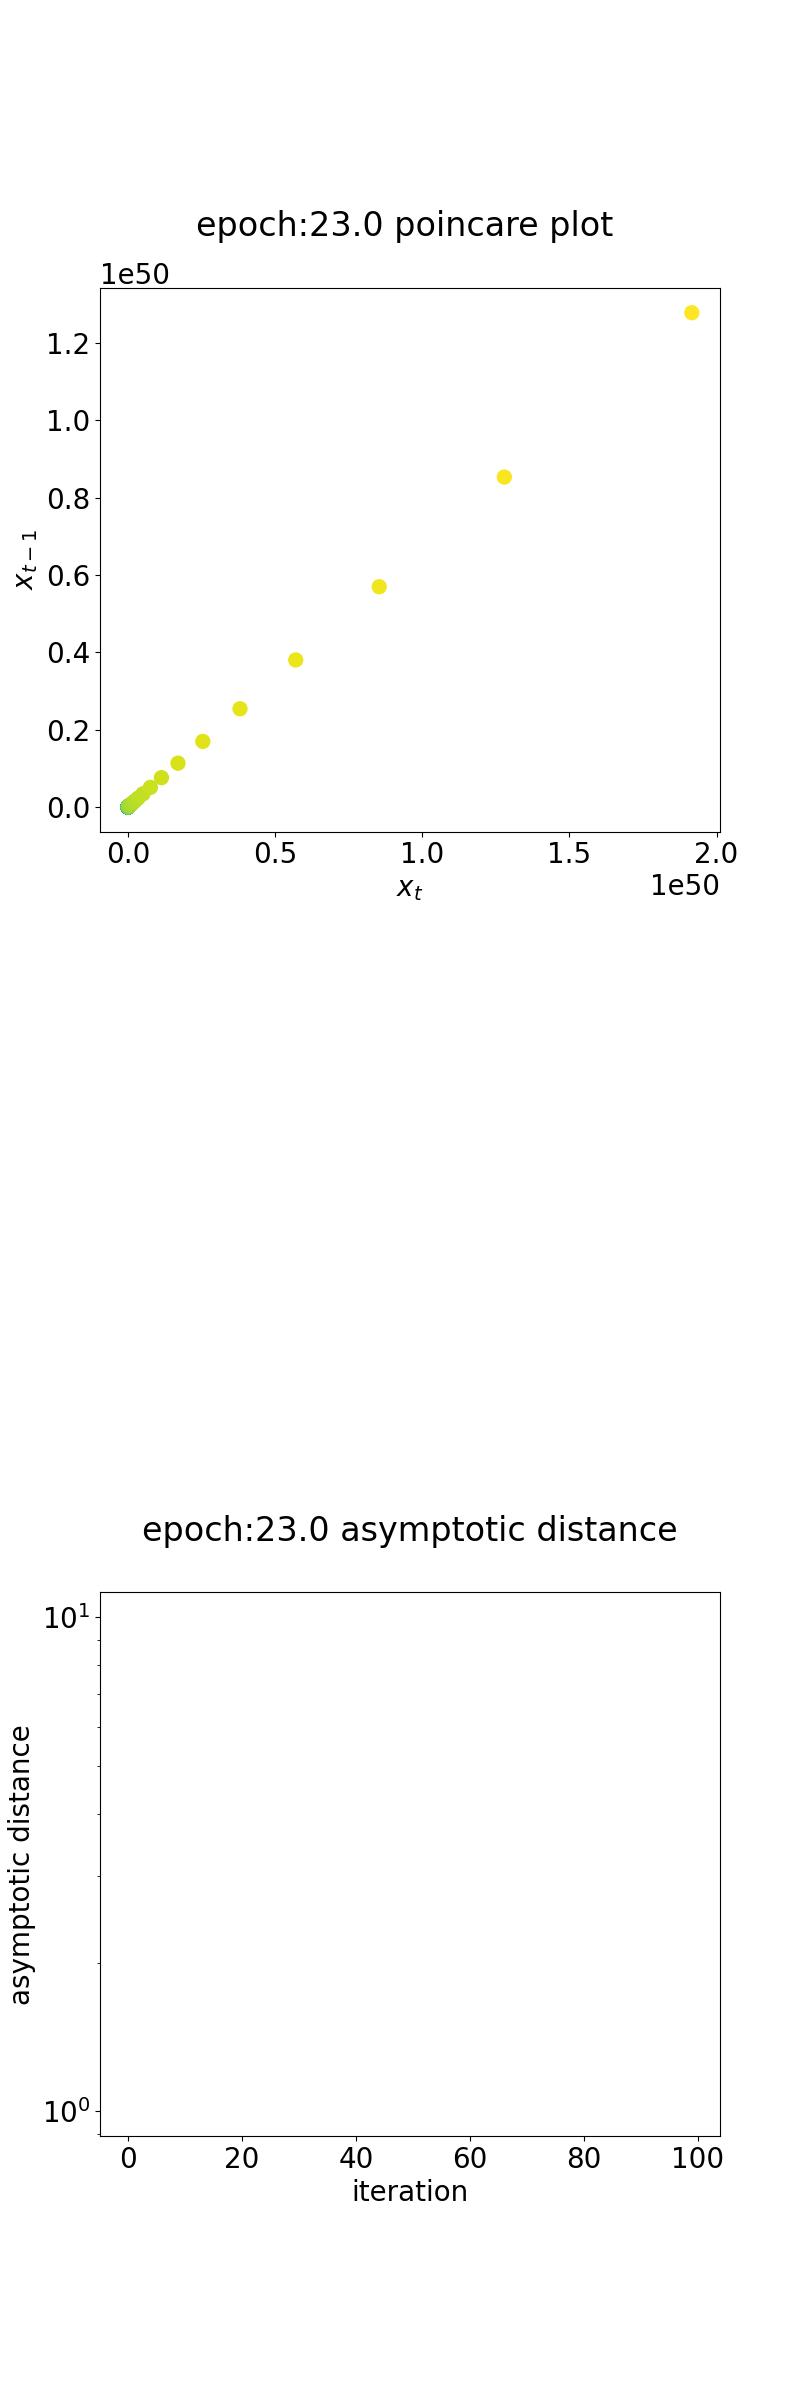 epoch:23.0 poincare plot
1e50
1.2
1.0
0.8
0.6
0.4
0.2
0.0
x_{t-1}
0.0 0.5 1.0 1.5 2.0
x_t 1e50
epoch:23.0 asymptotic distance
10^1
10^0
asymptotic distance
0 20 40 60 80 100
iteration